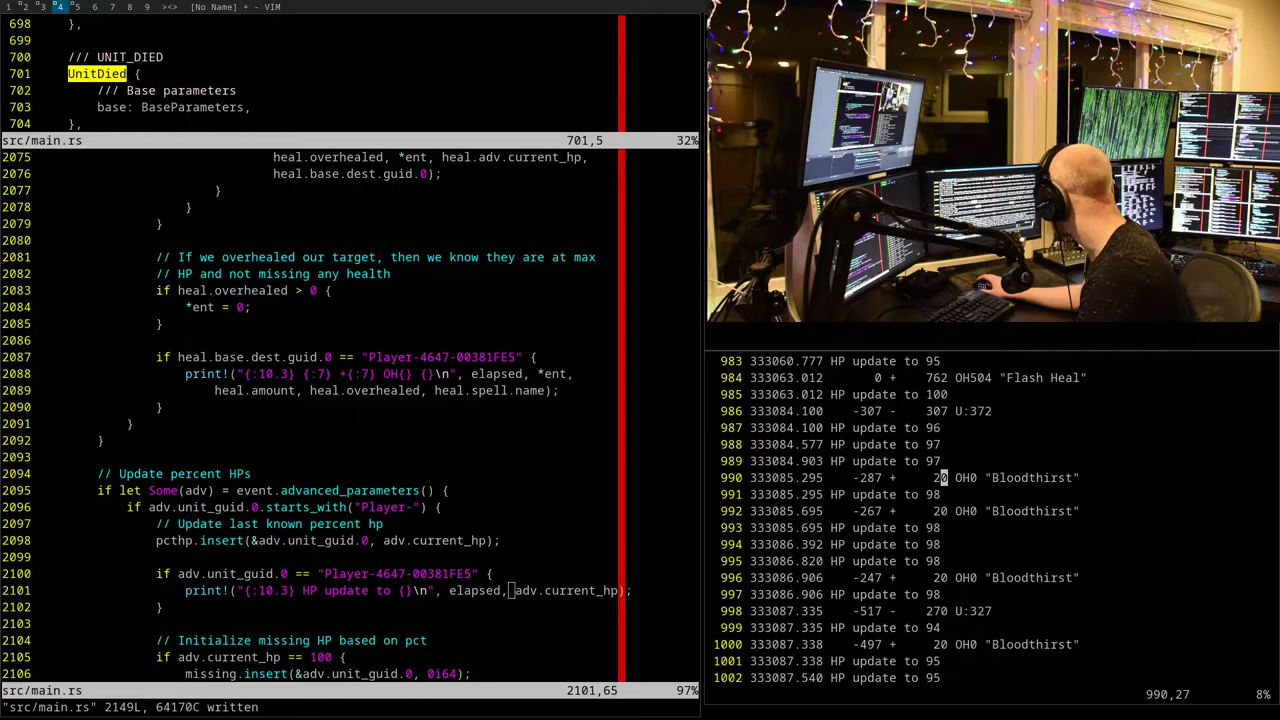 1 2 3 4 5 6 7 8 9 ><> [No Name] + - VIM
698 },
699
700 /// UNIT_DIED
701 UnitDied {
702 /// Base parameters
703 base: BaseParameters,
704 },
src/main.rs 701,5 32%
2075 heal.overhealed, *ent, heal.adv.current_hp,
2076 heal.base.dest.guid.0);
2077 }
2078 }
2079 }
2080
2081 // If we overhealed our target, then we know they are at max
2082 // HP and not missing any health
2083 if heal.overhealed > 0 {
2084 *ent = 0;
2085 }
2086
2087 if heal.base.dest.guid.0 == "Player-4647-00381FE5" {
2088 print!("{:10.3} {:7} +{:7} OH{} {}\n", elapsed, *ent,
2089 heal.amount, heal.overhealed, heal.spell.name);
2090 }
2091 }
2092 }
2093
2094 // Update percent HPs
2095 if let Some(adv) = event.advanced_parameters() {
2096 if adv.unit_guid.0.starts_with("Player-") {
2097 // Update last known percent hp
2098 pcthp.insert(&adv.unit_guid.0, adv.current_hp);
2099
2100 if adv.unit_guid.0 == "Player-4647-00381FE5" {
2101 print!("{:10.3} HP update to {}\n", elapsed, adv.current_hp);
2102 }
2103
2104 // Initialize missing HP based on pct
2105 if adv.current_hp == 100 {
2106 missing.insert(&adv.unit_guid.0, 0i64);
src/main.rs 2101,65 97%
"src/main.rs" 2149L, 64170C written
983 333060.777 HP update to 95
984 333063.012 0 + 762 OH504 "Flash Heal"
985 333063.012 HP update to 100
986 333084.100 -307 - 307 U:372
987 333084.100 HP update to 96
988 333084.577 HP update to 97
989 333084.903 HP update to 97
990 333085.295 -287 + 20 OH0 "Bloodthirst"
991 333085.295 HP update to 98
992 333085.695 -267 + 20 OH0 "Bloodthirst"
993 333085.695 HP update to 98
994 333086.392 HP update to 98
995 333086.820 HP update to 98
996 333086.906 -247 + 20 OH0 "Bloodthirst"
997 333086.906 HP update to 98
998 333087.335 -517 - 270 U:327
999 333087.335 HP update to 94
1000 333087.338 -497 + 20 OH0 "Bloodthirst"
1001 333087.338 HP update to 95
1002 333087.540 HP update to 95
990,27 8%